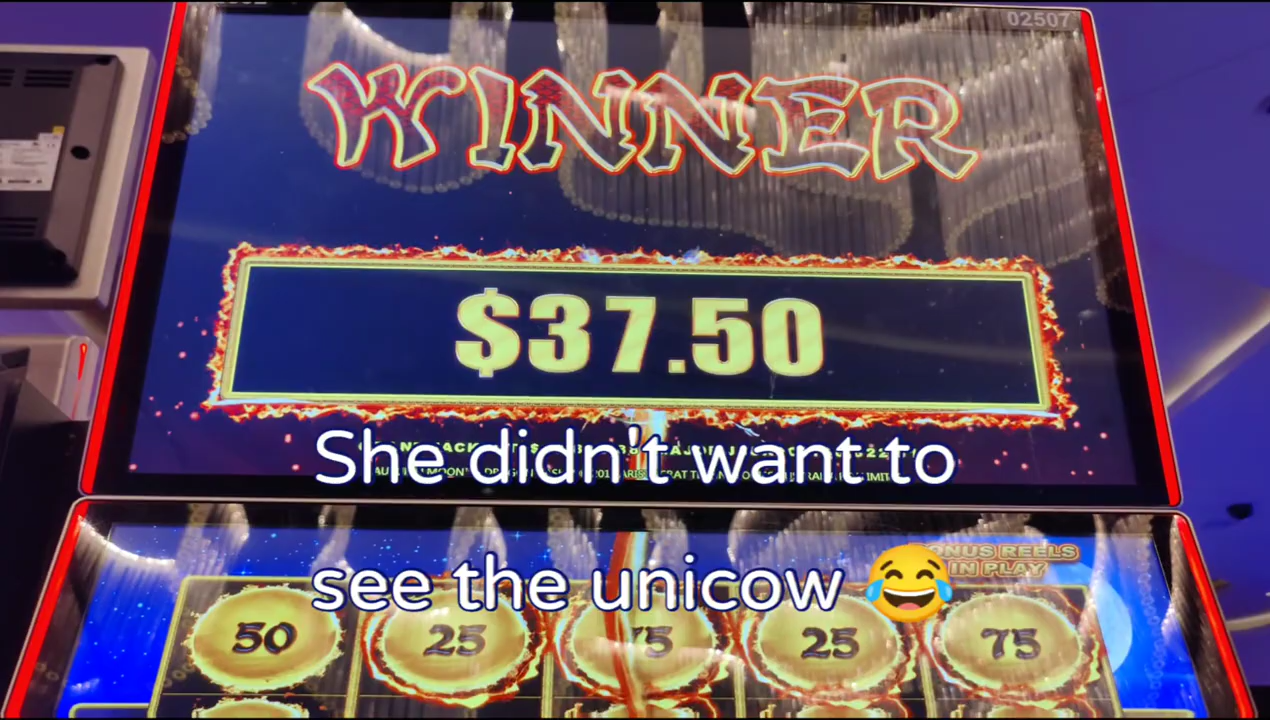 02507
WINNER
$37.50
She didn't want to
see the unicow 😂
BONUS REELS
IN PLAY
50 25 75 25 75